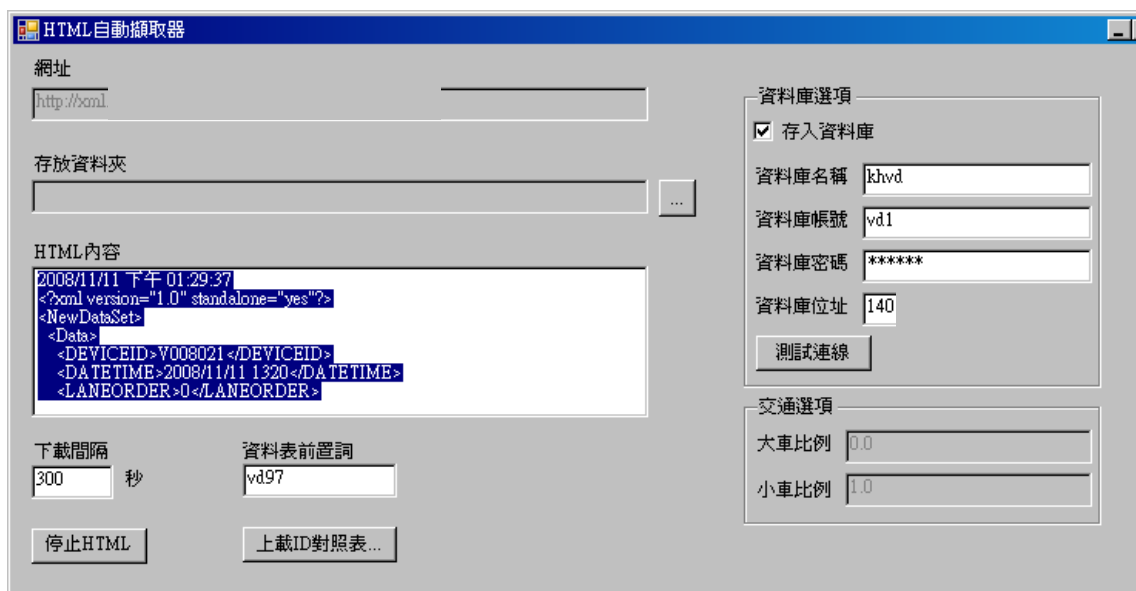 HTML自動擷取器
網址
http://xml
存放資料夾
...
HTML內容
2008/11/11 下午 01:29:37
<?xml version="1.0" standalone="yes"?>
<NewDataSet>
<Data>
<DEVICEID>V008021</DEVICEID>
<DATETIME>2008/11/11 1320</DATETIME>
<LANEORDER>0</LANEORDER>
下載間隔
300 秒
資料表前置詞
vd97
停止HTML
上載ID對照表...
資料庫選項
存入資料庫
資料庫名稱 khvd
資料庫帳號 vd1
資料庫密碼 ******
資料庫位址 140
測試連線
交通選項
大車比例 0.0
小車比例 1.0